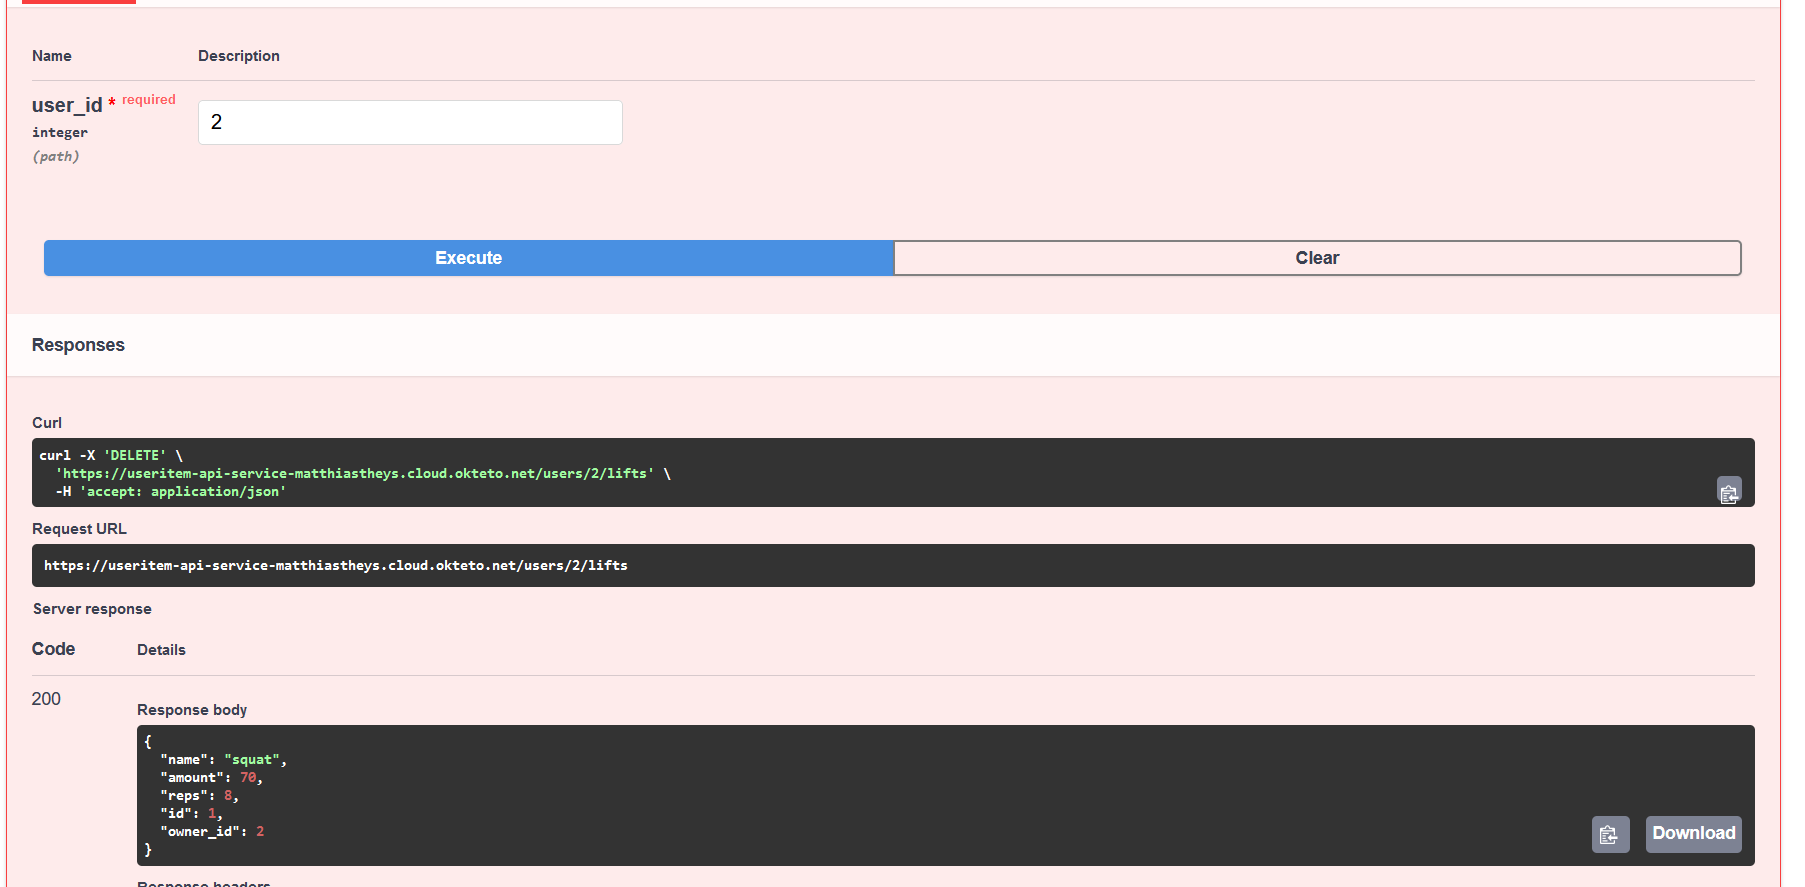 Name Description
user_id * required
integer
(path)
2
Execute Clear
Responses
Curl
curl -X 'DELETE' \
'https://useritem-api-service-matthiastheys.cloud.okteto.net/users/2/lifts' \
-H 'accept: application/json'
Request URL
https://useritem-api-service-matthiastheys.cloud.okteto.net/users/2/lifts
Server response
Code Details
200
Response body
{
"name": "squat",
"amount": 70,
"reps": 8,
"id": 1,
"owner_id": 2
}
Download
Response headers